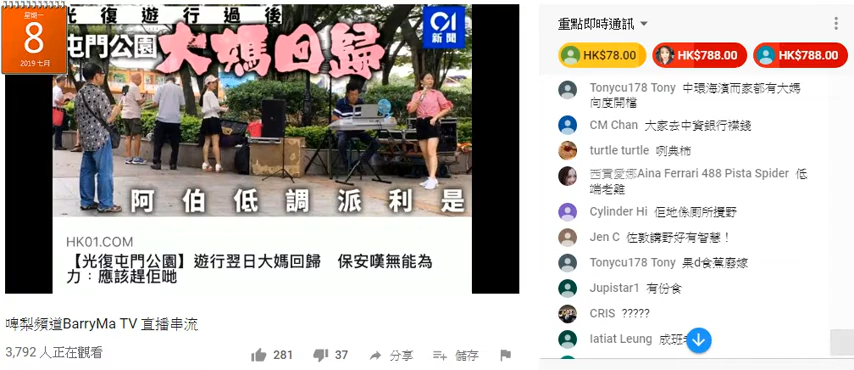 星期一
8
2019 七月
光復遊行過後
屯門公園大媽回歸
01
新聞
阿伯低調派利是
HK01.COM
【光復屯門公園】遊行翌日大媽回歸 保安嘆無能為
力：應該趕佢哋
啤梨頻道BarryMa TV 直播串流
3,792 人正在觀看
281
37
分享
儲存
重點即時通訊
HK$78.00
HK$788.00
HK$788.00
Tonycu178 Tony 中環海濱而家都有大媽
向度開檔
CM Chan 大家去中資銀行襟錢
turtle turtle 咧典柿
西貢愛娜Aina Ferrari 488 Pista Spider 低
端老雞
Cylinder Hi 佢地係廁所攪野
Jen C 佐敦講野好有智慧！
Tonycu178 Tony 果d食蕉廢嫁
Jupistar1 有份食
CRIS ?????
Iatiat Leung 成班